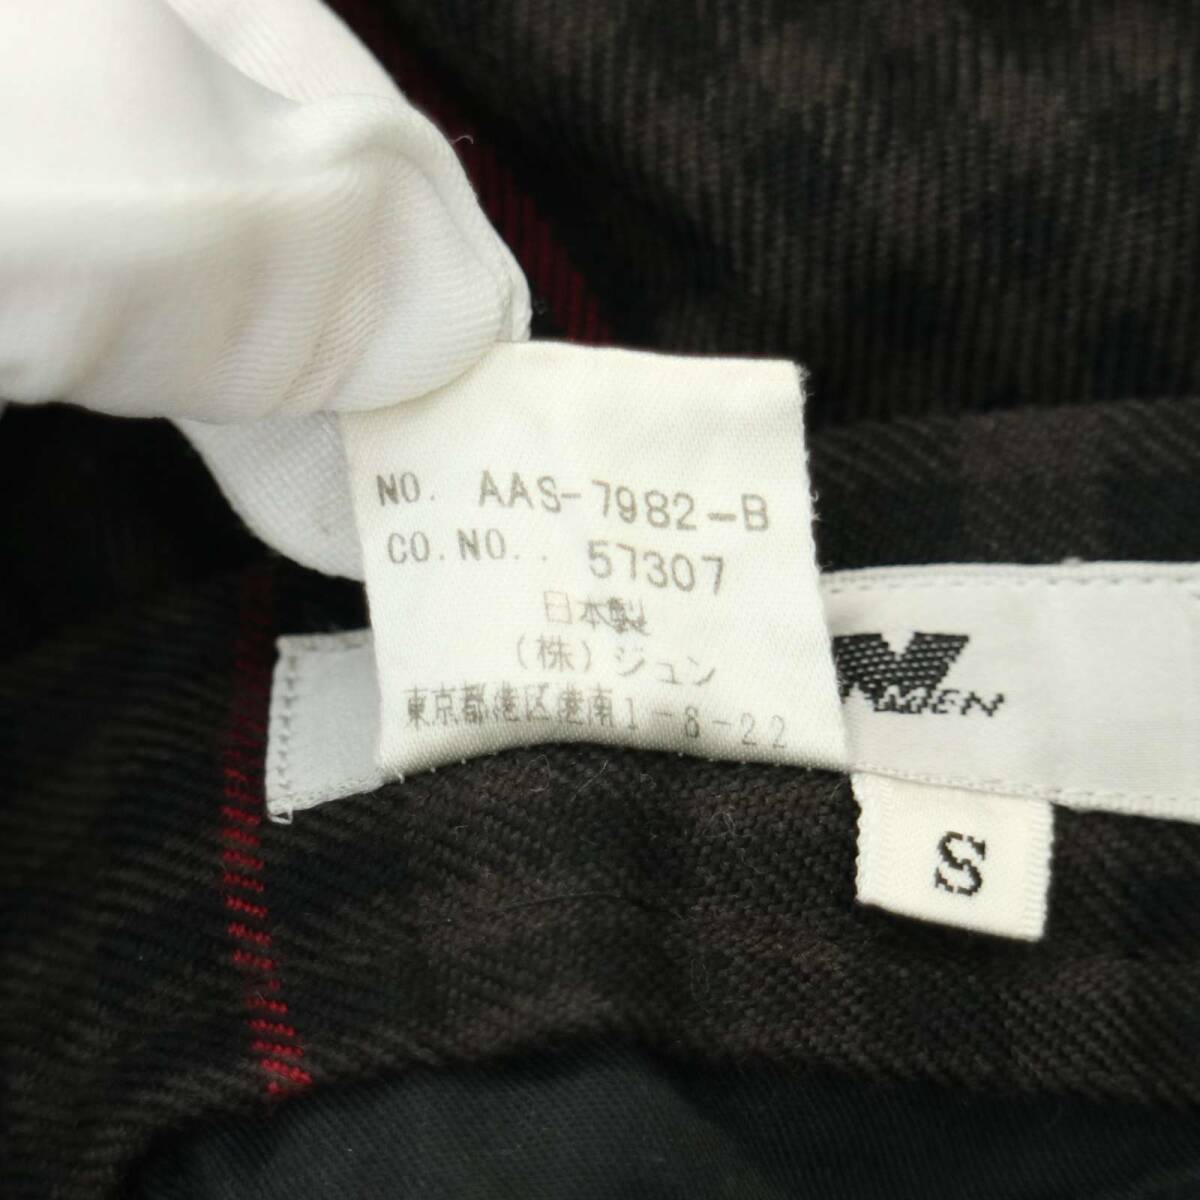 NO. AAS-7982-B
CO.NO.. 57307
日本製
(株)ジュン
東京都港区港南1-8-22
MEN
S